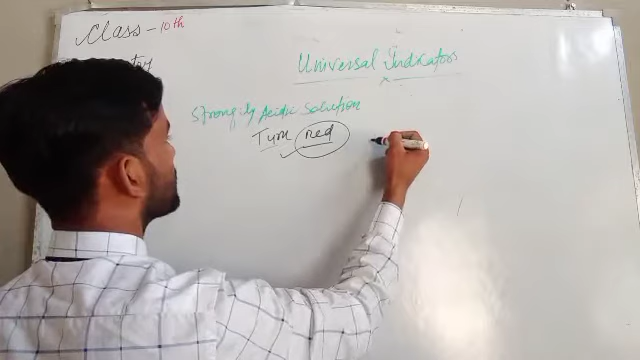 Class - 10th
Universal Indicators
Strongly Acidic Solution
Turn red